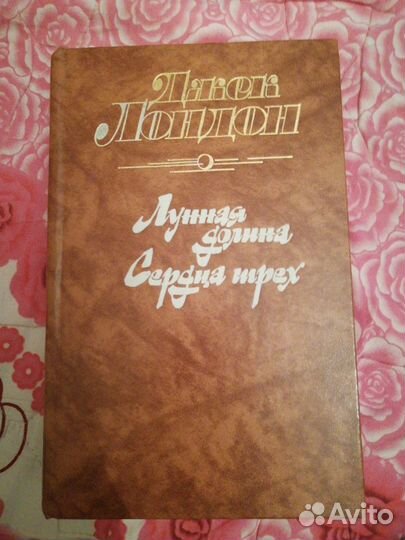 Джек
Лондон
Лунная
долина
Сердца трех
Avito